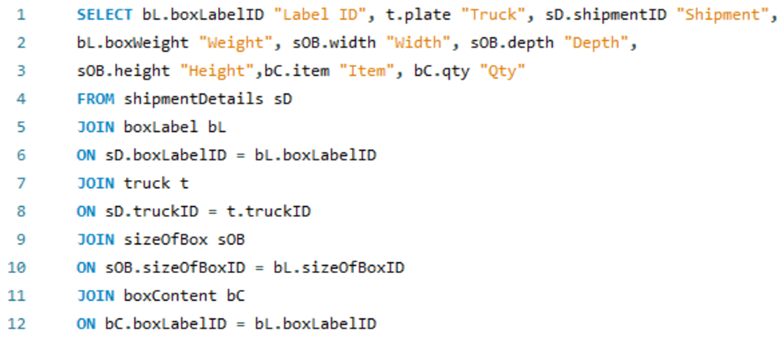 1 SELECT bL.boxLabelID "Label ID", t.plate "Truck", sD.shipmentID "Shipment",
2 bL.boxWeight "Weight", sOB.width "Width", sOB.depth "Depth",
3 sOB.height "Height",bC.item "Item", bC.qty "Qty"
4 FROM shipmentDetails sD
5 JOIN boxLabel bL
6 ON sD.boxLabelID = bL.boxLabelID
7 JOIN truck t
8 ON sD.truckID = t.truckID
9 JOIN sizeOfBox sOB
10 ON sOB.sizeOfBoxID = bL.sizeOfBoxID
11 JOIN boxContent bC
12 ON bC.boxLabelID = bL.boxLabelID